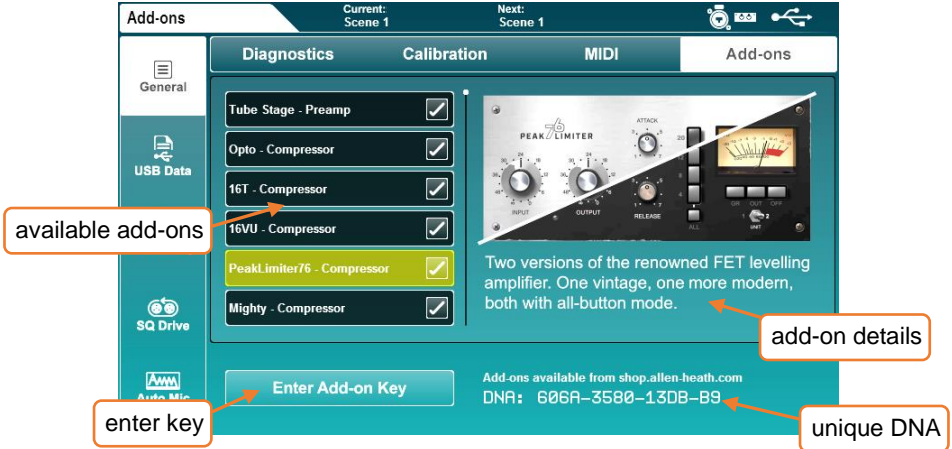 Add-ons
Current:
Scene 1
Next:
Scene 1
Diagnostics
Calibration
MIDI
Add-ons
General
USB Data
SQ Drive
Auto Mic
Tube Stage - Preamp
Opto - Compressor
16T - Compressor
16VU - Compressor
PeakLimiter76 - Compressor
Mighty - Compressor
PEAK 76 LIMITER
ATTACK
INPUT
OUTPUT
RELEASE
ALL
GR OUT OFF
1 2
UNIT
Two versions of the renowned FET levelling
amplifier. One vintage, one more modern,
both with all-button mode.
Enter Add-on Key
Add-ons available from shop.allen-heath.com
DNA: 606A-3580-13DB-B9
available add-ons
add-on details
enter key
unique DNA